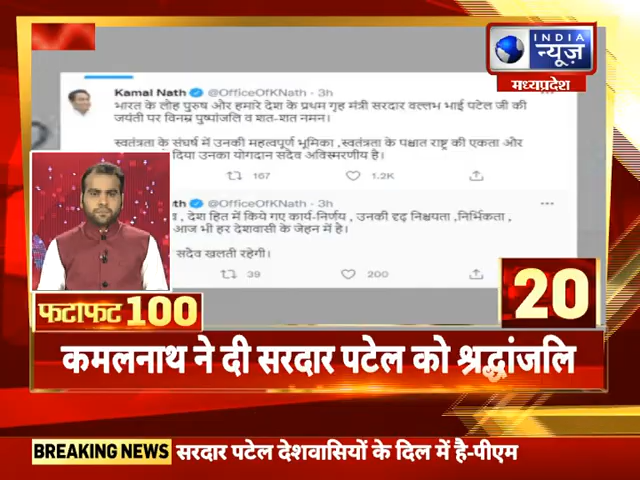 INDIA
न्यूज़
मध्यप्रदेश
Kamal Nath @OfficeOfKNath · 3h
भारत के लौह पुरुष और हमारे देश के प्रथम गृह मंत्री सरदार वल्लभ भाई पटेल जी की
जयंती पर विनम्र पुष्पांजलि व शत-शत नमन।
स्वतंत्रता के संघर्ष में उनकी महत्वपूर्ण भूमिका ,स्वतंत्रता के पश्चात राष्ट्र की एकता और
दिया उनका योगदान सदैव अविस्मरणीय है।
167 1.2K
th @OfficeOfKNath · 3h
, देश हित में किये गए कार्य-निर्णय , उनकी दृढ़ निश्चयता ,निर्भिकता ,
आज भी हर देशवासी के जेहन में है।
सदैव खलती रहेगी।
39 200
फटाफट 100
20
कमलनाथ ने दी सरदार पटेल को श्रद्धांजलि
BREAKING NEWS सरदार पटेल देशवासियों के दिल में है-पीएम